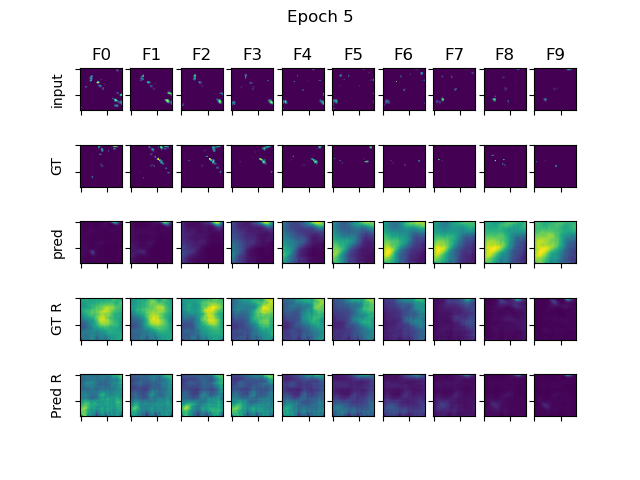 Epoch 5
F0 F1 F2 F3 F4 F5 F6 F7 F8 F9
input
GT
pred
GT R
Pred R